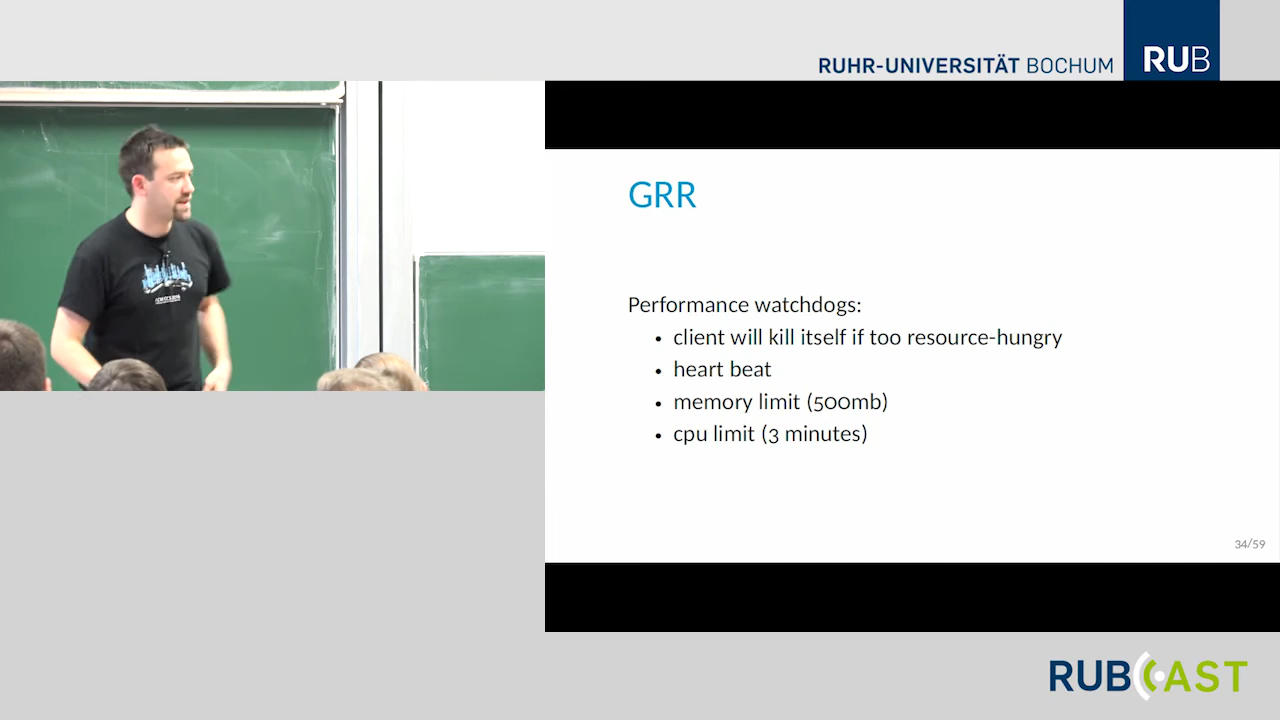 RUHR-UNIVERSITÄT BOCHUM
RUB
GRR
Performance watchdogs:
• client will kill itself if too resource-hungry
• heart beat
• memory limit (500mb)
• cpu limit (3 minutes)
34/59
RUBCAST